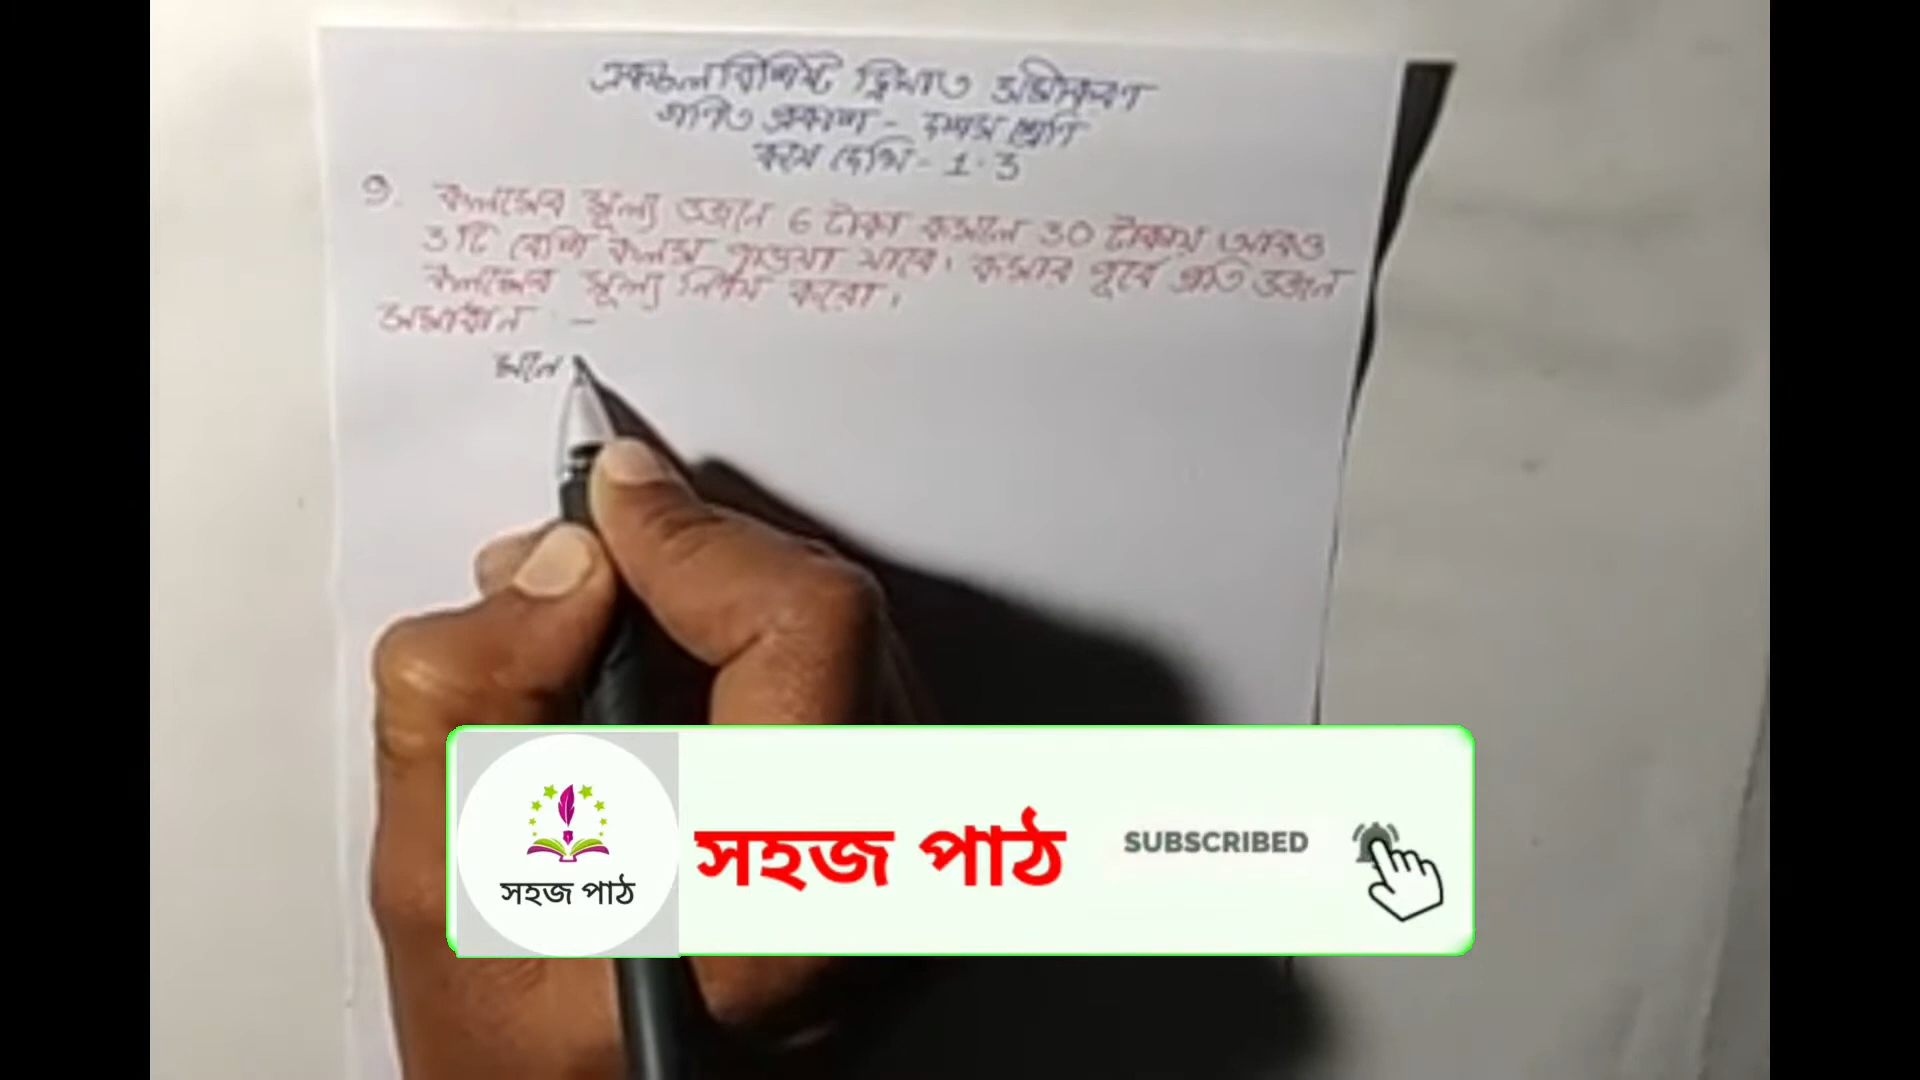 একচলবিশিষ্ট দ্বিঘাত সমীকরণ
গণিত প্রকাশ - দশম শ্রেণি
কষে দেখি - 1.3
9. কলমের মূল্য ডজনে 6 টাকা কমলে 30 টাকায় আরও
3টি বেশি কলম পাওয়া যাবে। কমার পূর্বে প্রতি ডজন
কলমের মূল্য নির্ণয় করো।
সমাধান :-
মনে
সহজ পাঠ
সহজ পাঠ
SUBSCRIBED